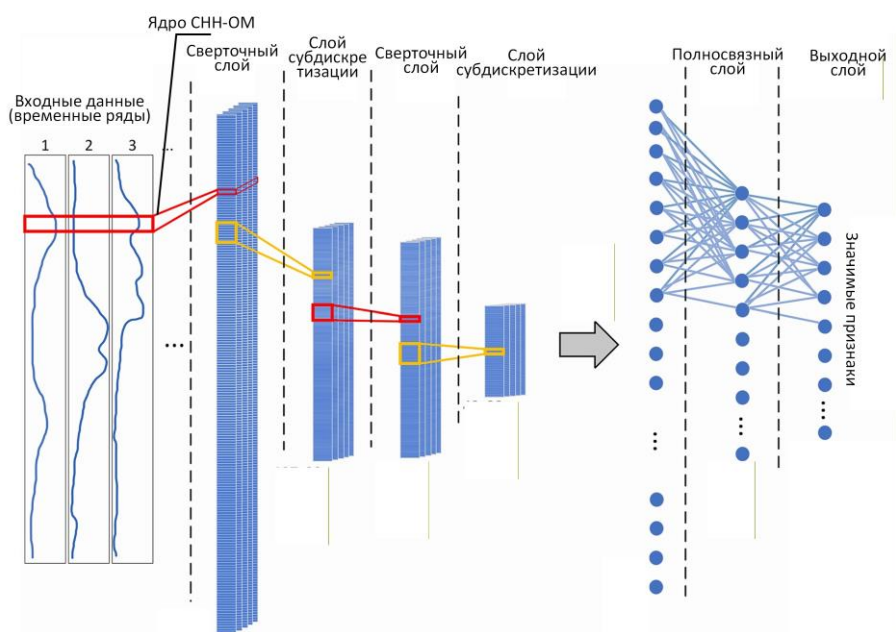 Ядро СНН-ОМ
Сверточный
слой
Слой
субдискре
тизации
Сверточный
слой
Слой
субдискретизации
Полносвязный
слой
Выходной
слой
Входные данные
(временные ряды)
1 2 3 ...
...
Значимые признаки